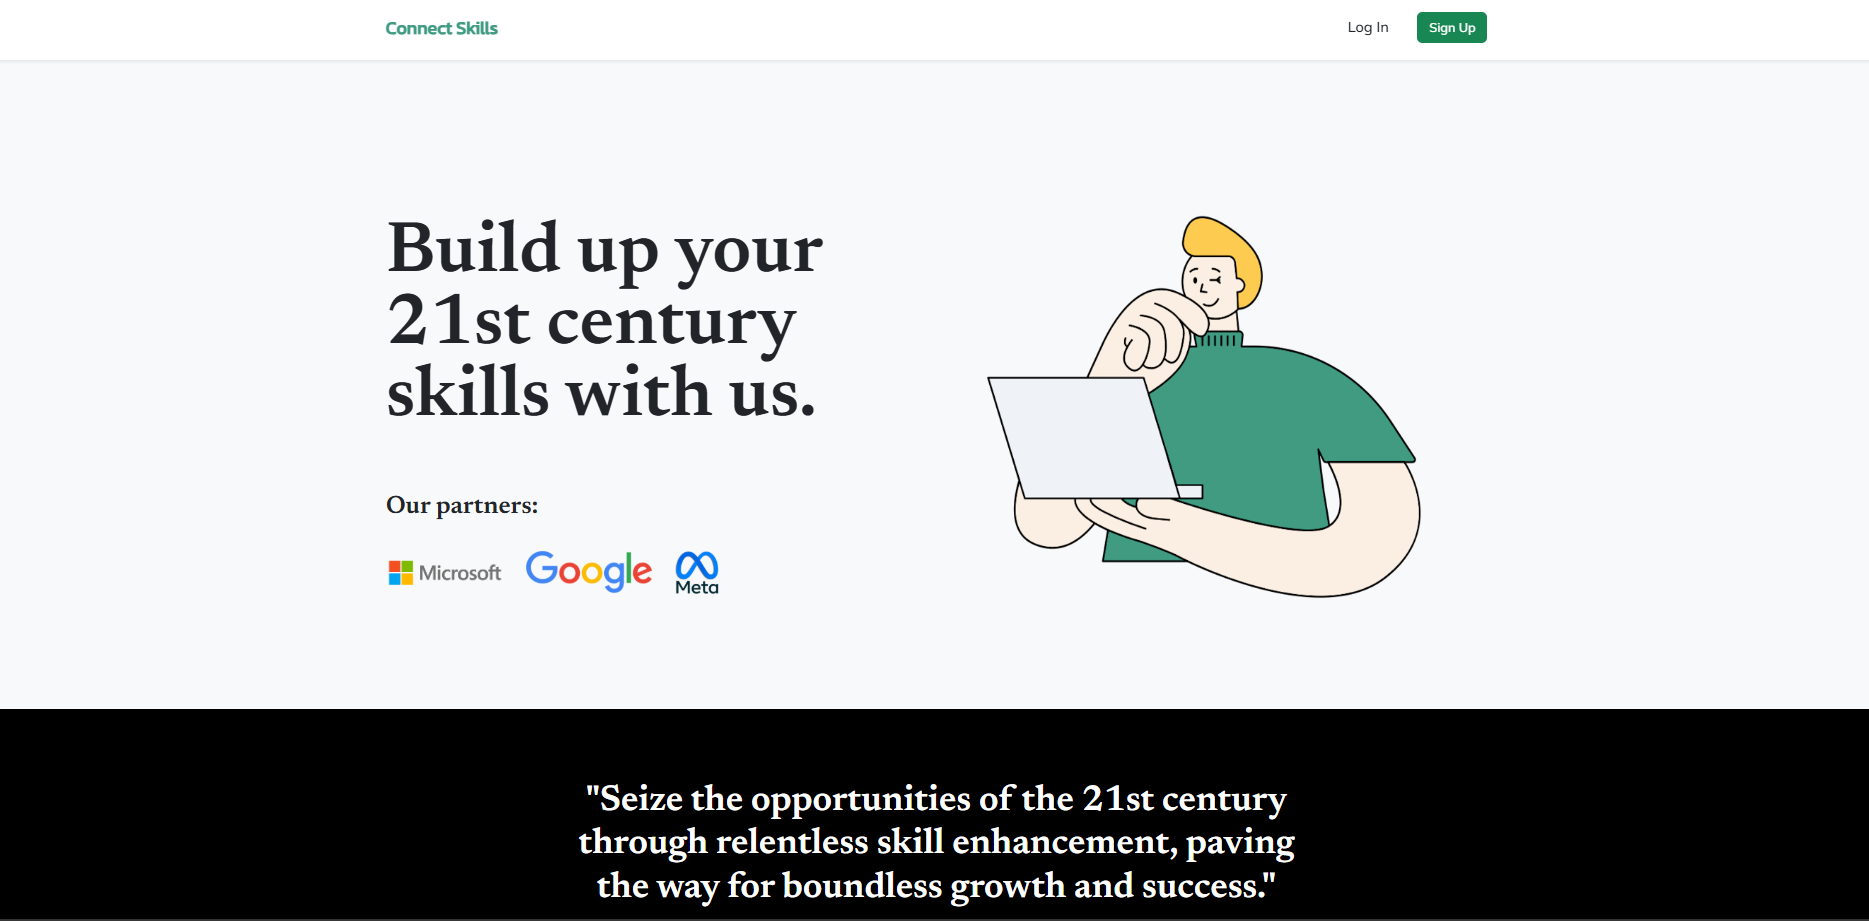 Connect Skills
Log In
Sign Up
Build up your
21st century
skills with us.
Our partners:
Microsoft
Google
Meta
"Seize the opportunities of the 21st century
through relentless skill enhancement, paving
the way for boundless growth and success."